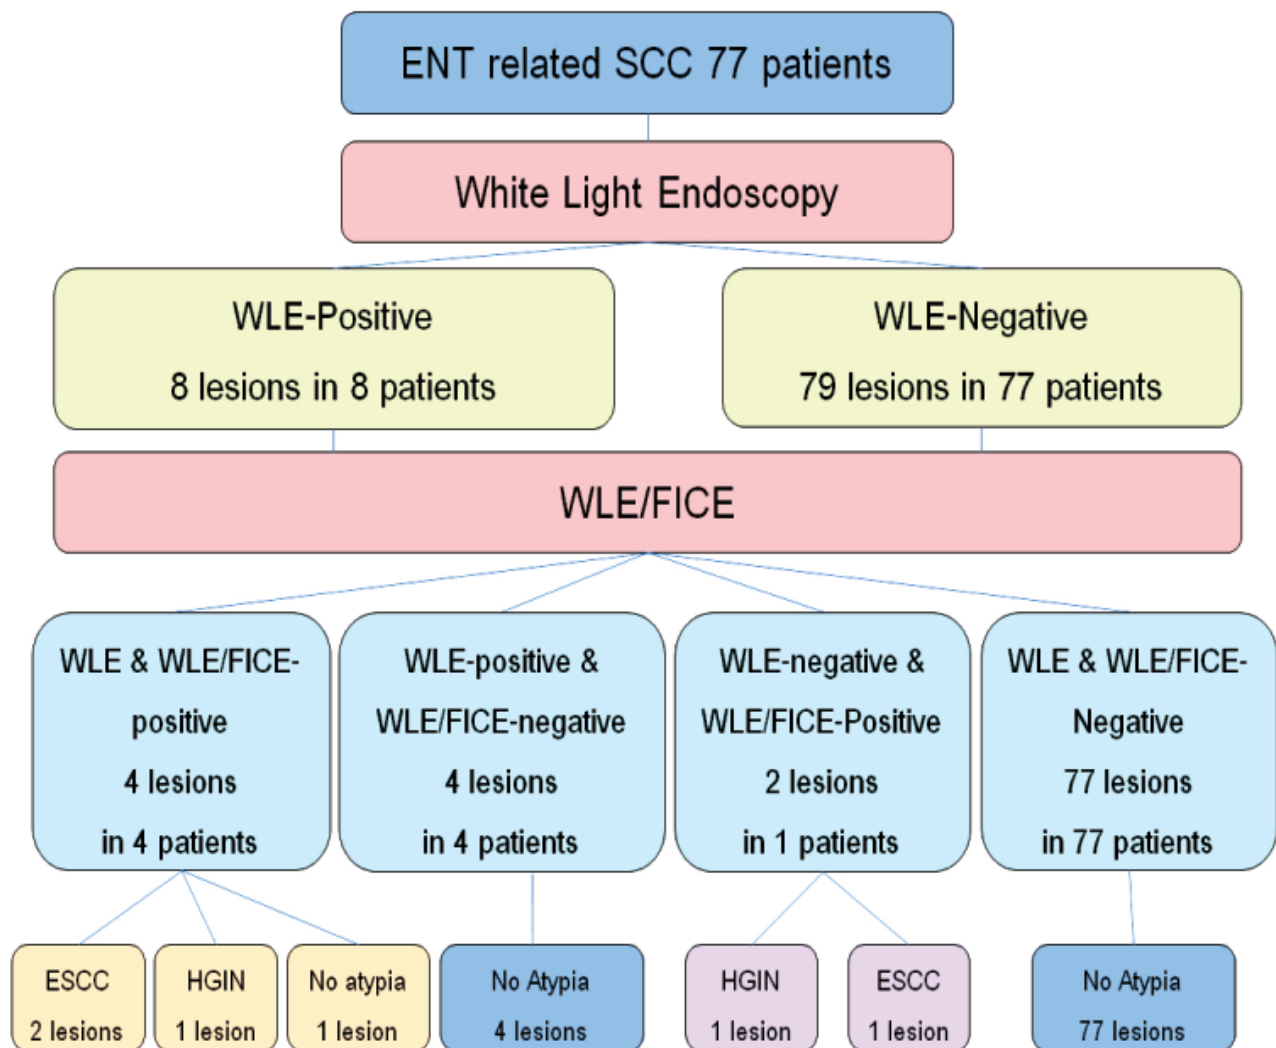 ENT related SCC 77 patients
White Light Endoscopy
WLE-Positive
8 lesions in 8 patients
WLE-Negative
79 lesions in 77 patients
WLE/FICE
WLE & WLE/FICE-
positive
4 lesions
in 4 patients
WLE-positive &
WLE/FICE-negative
4 lesions
in 4 patients
WLE-negative &
WLE/FICE-Positive
2 lesions
in 1 patients
WLE & WLE/FICE-
Negative
77 lesions
in 77 patients
ESCC
2 lesions
HGIN
1 lesion
No atypia
1 lesion
No Atypia
4 lesions
HGIN
1 lesion
ESCC
1 lesion
No Atypia
77 lesions